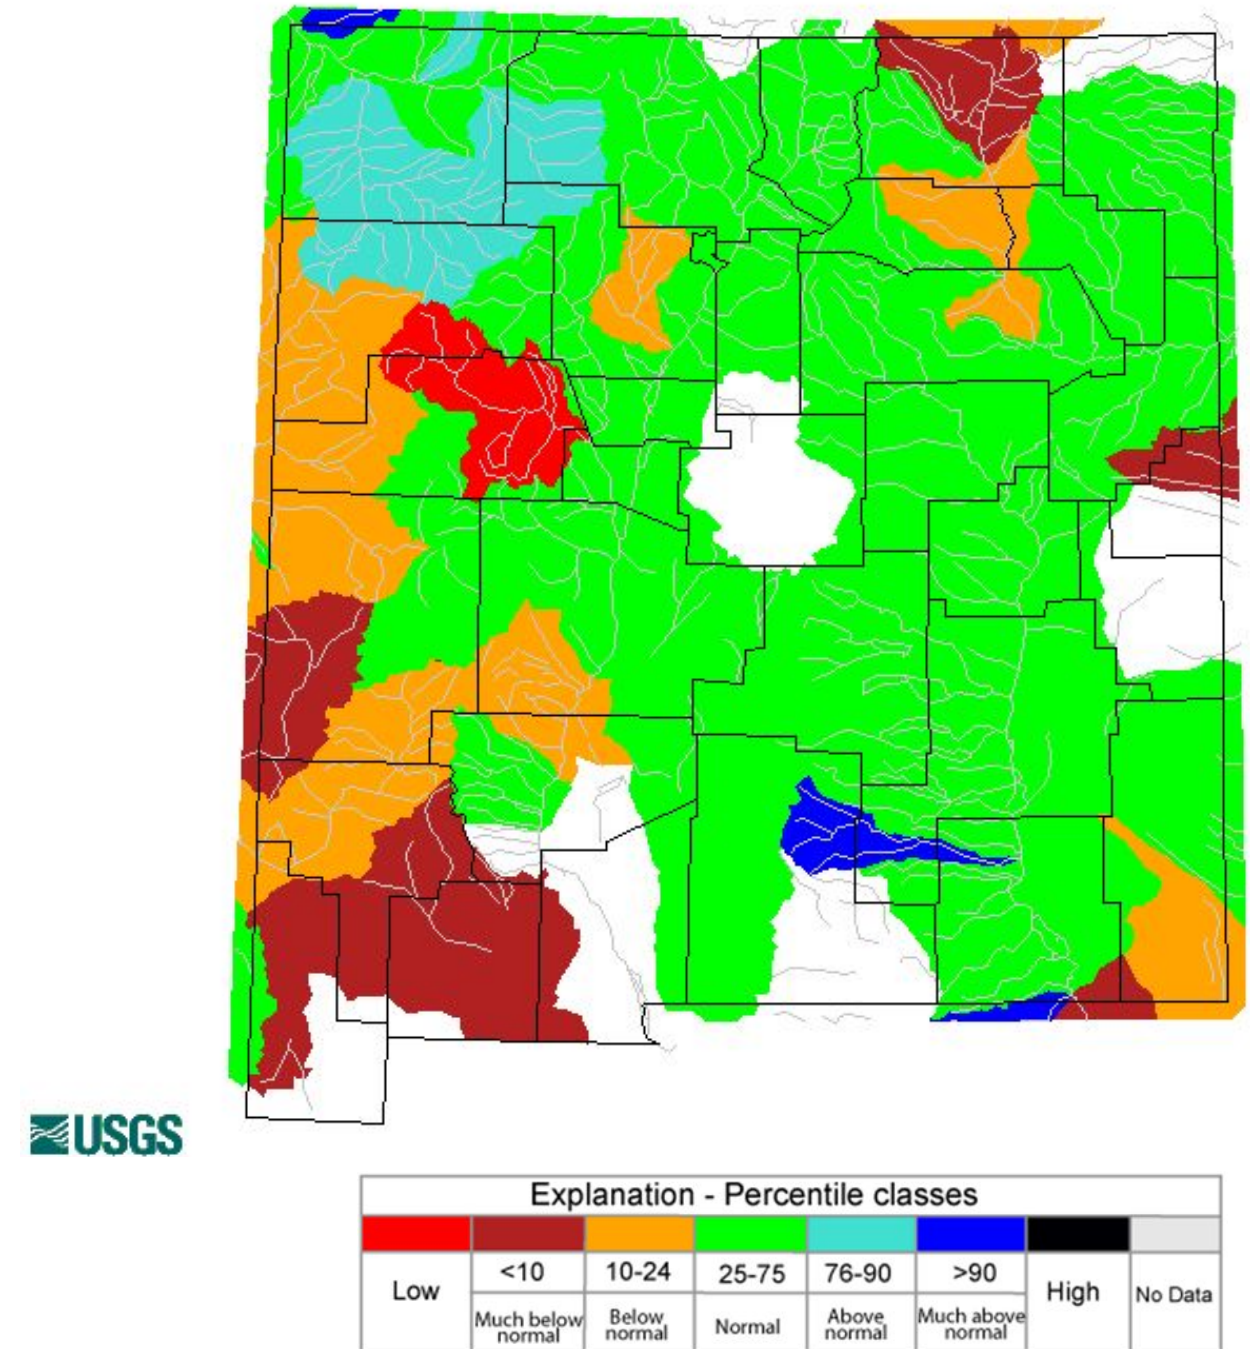 USGS
Explanation - Percentile classes
Low
<10
10-24
25-75
76-90
>90
High
No Data
Much below
normal
Below
normal
Normal
Above
normal
Much above
normal